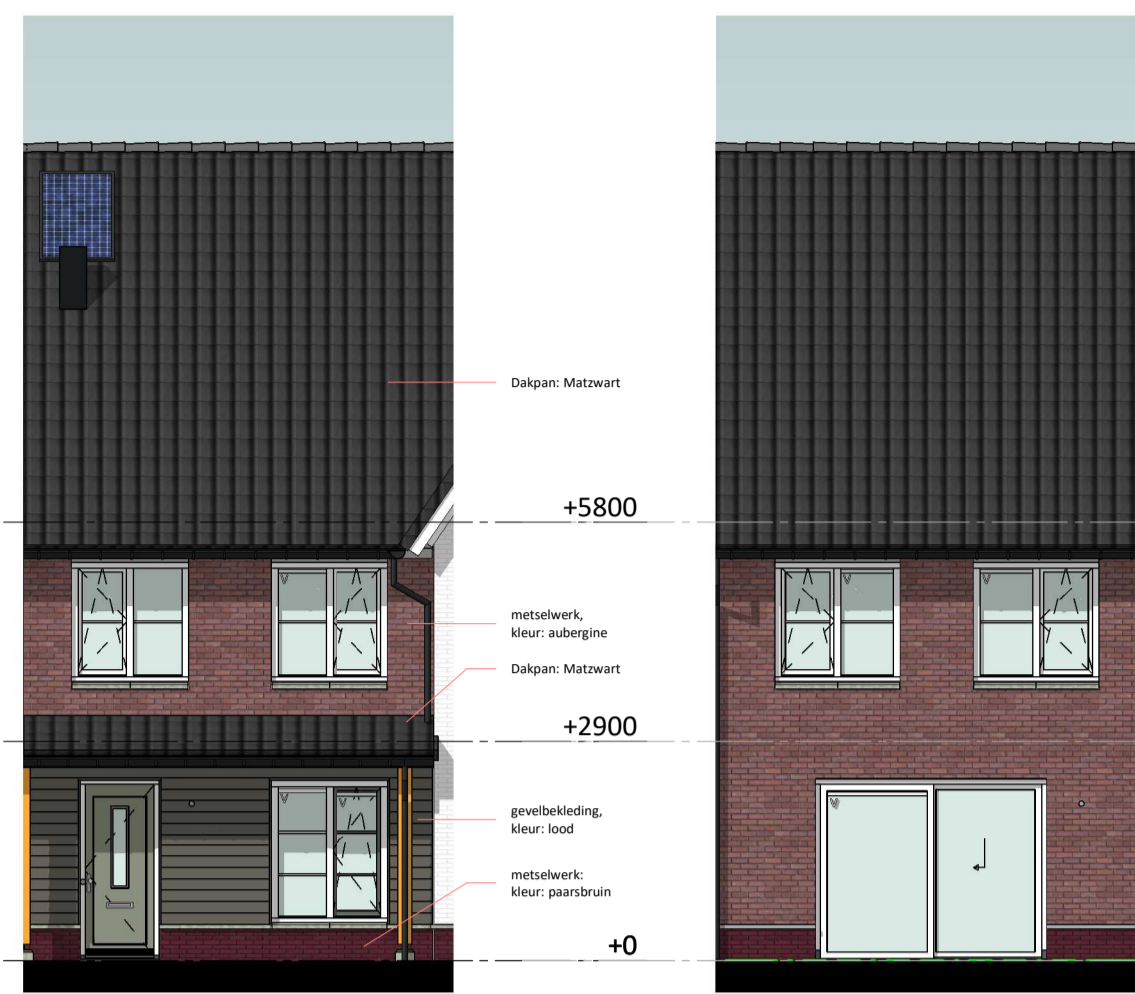 Dakpan: Matzwart
+5800
metselwerk,
kleur: aubergine
Dakpan: Matzwart
+2900
gevelbekleding,
kleur: lood
metselwerk:
kleur: paarsbruin
+0
V
V
V
V
V
V